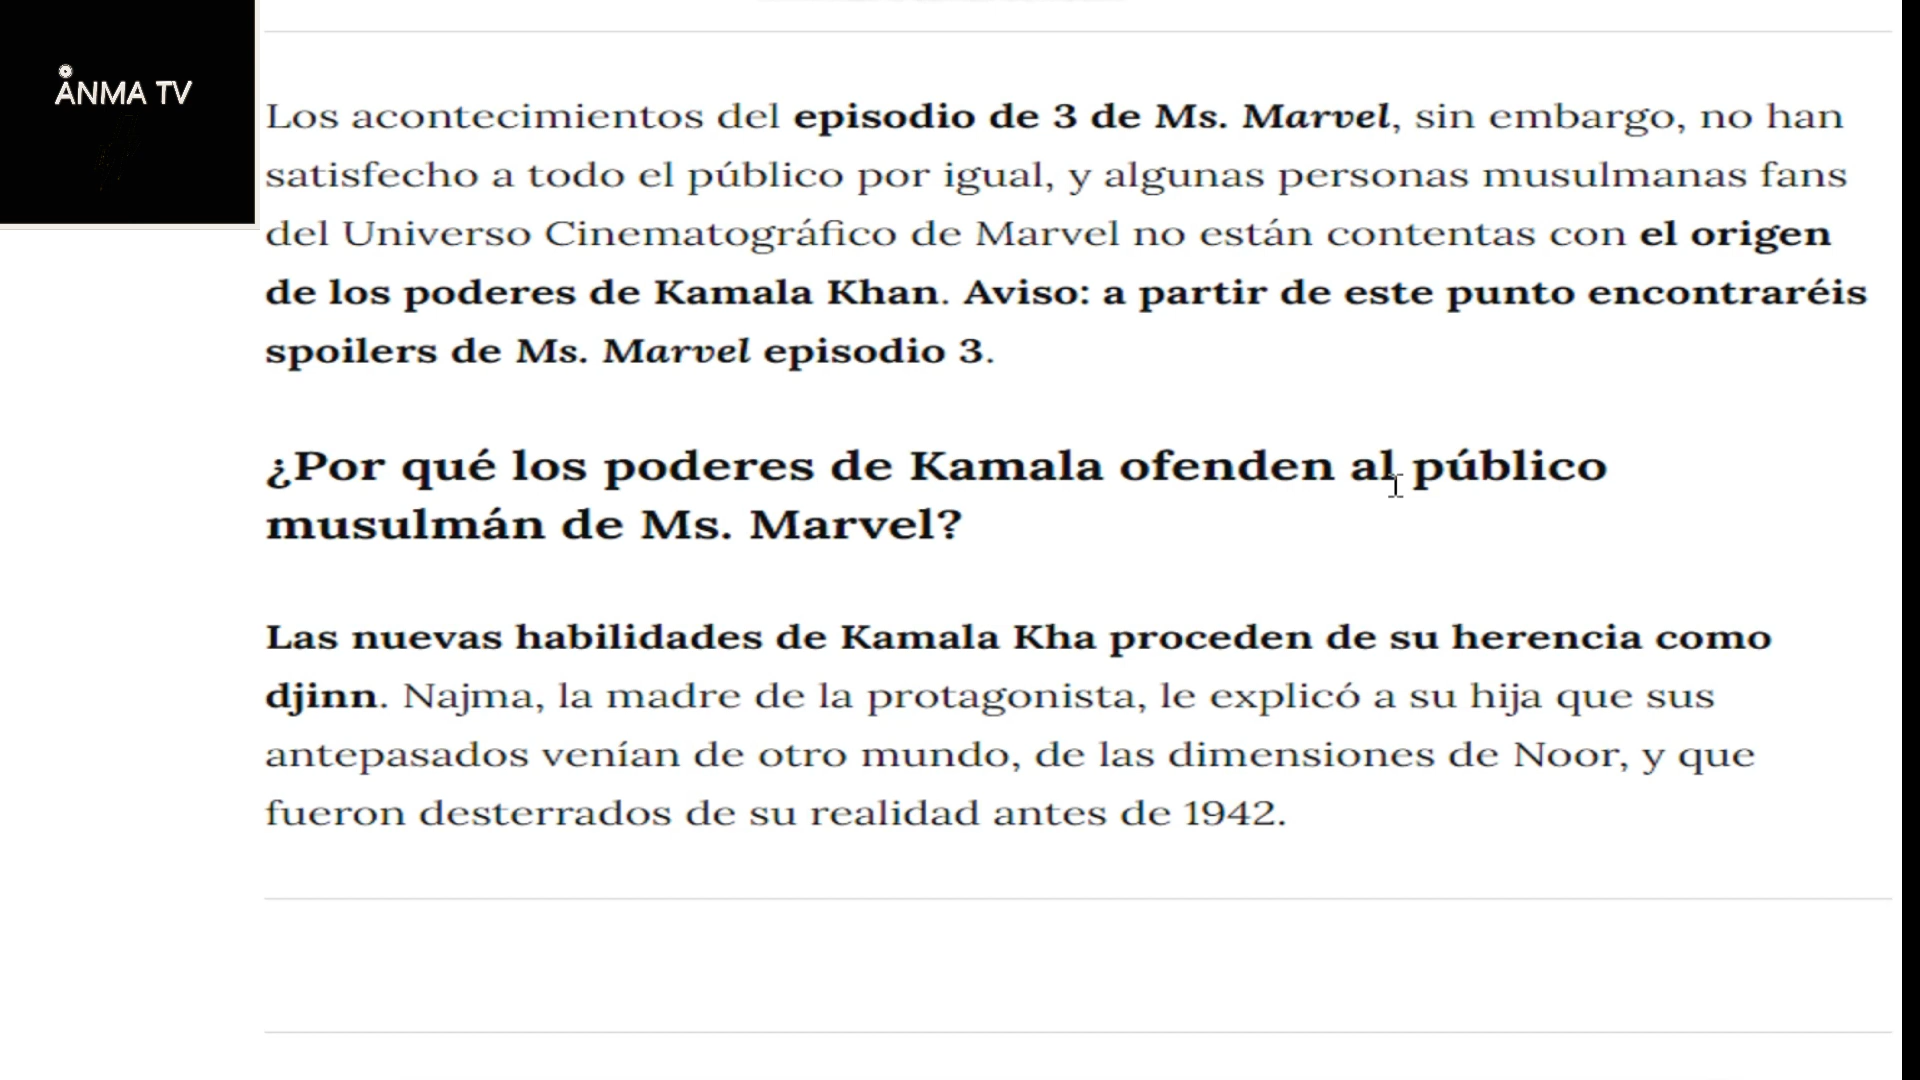 ÅNMA TV
Los acontecimientos del episodio de 3 de Ms. Marvel, sin embargo, no han
satisfecho a todo el público por igual, y algunas personas musulmanas fans
del Universo Cinematográfico de Marvel no están contentas con el origen
de los poderes de Kamala Khan. Aviso: a partir de este punto encontraréis
spoilers de Ms. Marvel episodio 3.
¿Por qué los poderes de Kamala ofenden al público
musulmán de Ms. Marvel?
Las nuevas habilidades de Kamala Kha proceden de su herencia como
djinn. Najma, la madre de la protagonista, le explicó a su hija que sus
antepasados venían de otro mundo, de las dimensiones de Noor, y que
fueron desterrados de su realidad antes de 1942.